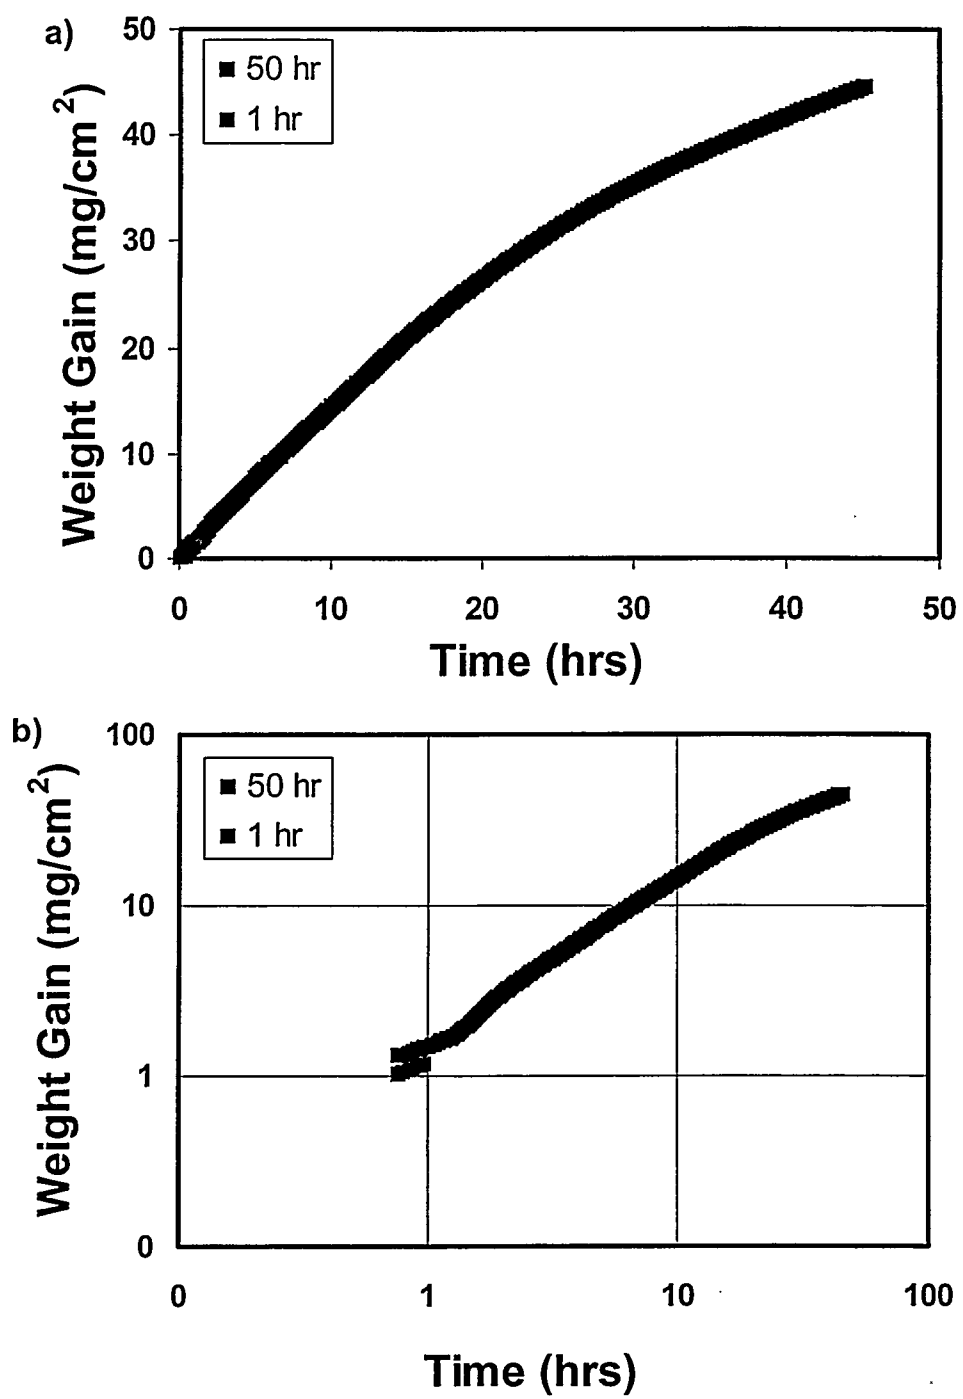 a)
50
40
30
20
10
0
Weight Gain (mg/cm²)
50 hr
1 hr
0 10 20 30 40 50
Time (hrs)
b)
100
10
1
0
Weight Gain (mg/cm²)
50 hr
1 hr
0 1 10 100
Time (hrs)